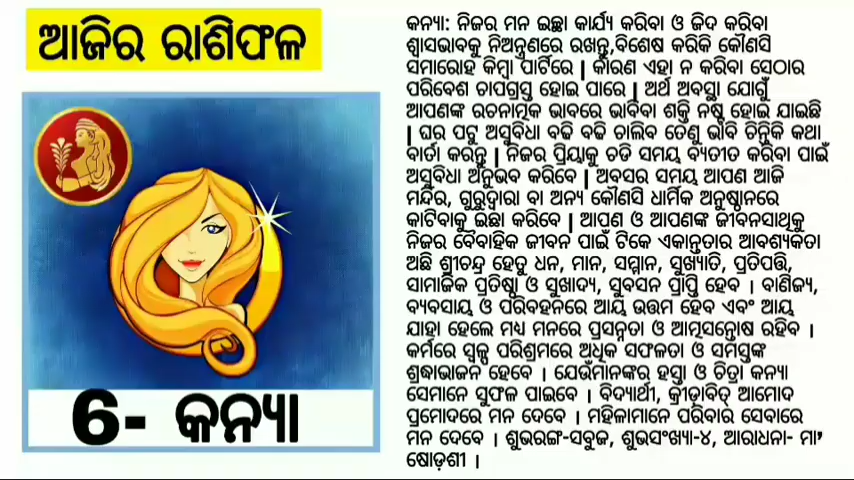 ଆଜିର ରାଶିଫଳ
6- କନ୍ୟା
କନ୍ୟା: ନିଜର ମନ ଇଚ୍ଛା କାର୍ଯ୍ୟ କରିବା ଓ ଜିଦ କରିବା
ଶ୍ୱାସଭାବକୁ ନିଅନ୍ତ୍ରଣରେ ରଖନ୍ତୁ,ବିଶେଷ କରିକି କୌଣସି
ସମାରୋହ କିମ୍ବା ପାର୍ଟିରେ | କାରଣ ଏହା ନ କରିବା ସେଠାର
ପରିବେଶ ଚାପଗ୍ରସ୍ତ ହୋଇ ପାରେ | ଅର୍ଥ ଅବସ୍ଥା ଯୋଗୁଁ
ଆପଣଙ୍କ ରଚନାତ୍ମକ ଭାବରେ ଭାବିବା ଶକ୍ତି ନଷ୍ଟ ହୋଇ ଯାଇଛି
| ଘର ପଟୁ ଅସୁବିଧା ବଢି ବଢି ଚାଲିବ ତେଣୁ ଭାବି ଚିନ୍ତିକି କଥା
ବାର୍ତା କରନ୍ତୁ | ନିଜର ପ୍ରିୟାକୁ ଚଡି ସମୟ ବ୍ୟତୀତ କରିବା ପାଇଁ
ଅସୁବିଧା ଅନୁଭବ କରିବେ | ଅବସର ସମୟ ଆପଣ ଆଜି
ମନ୍ଦିର, ଗୁରୁଦ୍ୱାରା ବା ଅନ୍ୟ କୌଣସି ଧାର୍ମିକ ଅନୁଷ୍ଠାନରେ
କାଟିବାକୁ ଇଛା କରିବେ | ଆପଣ ଓ ଆପଣଙ୍କ ଜୀବନସାଥିକୁ
ନିଜର ବୈବାହିକ ଜୀବନ ପାଇଁ ଟିକେ ଏକାନ୍ତତାର ଆବଶ୍ୟକତା
ଅଛି ଶ୍ରୀଚନ୍ଦ୍ର ହେତୁ ଧନ, ମାନ, ସମ୍ମାନ, ସୁଖ୍ୟାତି, ପ୍ରତିପତ୍ତି,
ସାମାଜିକ ପ୍ରତିଷ୍ଠା ଓ ସୁଖାଦ୍ୟ, ସୁବସନ ପ୍ରାପ୍ତି ହେବ । ବାଣିଜ୍ୟ,
ବ୍ୟବସାୟ ଓ ପରିବହନରେ ଆୟ ଉତ୍ତମ ହେବ ଏବଂ ଆୟ
ଯାହା ହେଲେ ମଧ୍ୟ ମନରେ ପ୍ରସନ୍ନତା ଓ ଆତ୍ମସନ୍ତୋଷ ରହିବ ।
କର୍ମରେ ସ୍ୱଳ୍ପ ପରିଶ୍ରମରେ ଅଧିକ ସଫଳତା ଓ ସମସ୍ତଙ୍କ
ଶ୍ରଦ୍ଧାଭାଜନ ହେବେ । ଯେଉଁମାନଙ୍କର ହସ୍ତା ଓ ଚିତ୍ରା କନ୍ୟା
ସେମାନେ ସୁଫଳ ପାଇବେ । ବିଦ୍ୟାର୍ଥୀ, କ୍ରୀଡ଼ାବିତ୍ ଆମୋଦ
ପ୍ରମୋଦରେ ମନ ଦେବେ । ମହିଳାମାନେ ପରିବାର ସେବାରେ
ମନ ଦେବେ । ଶୁଭରଙ୍ଗ-ସବୁଜ, ଶୁଭସଂଖ୍ୟା-୪, ଆରାଧନା- ମା'
ଷୋଡ଼ଶୀ ।